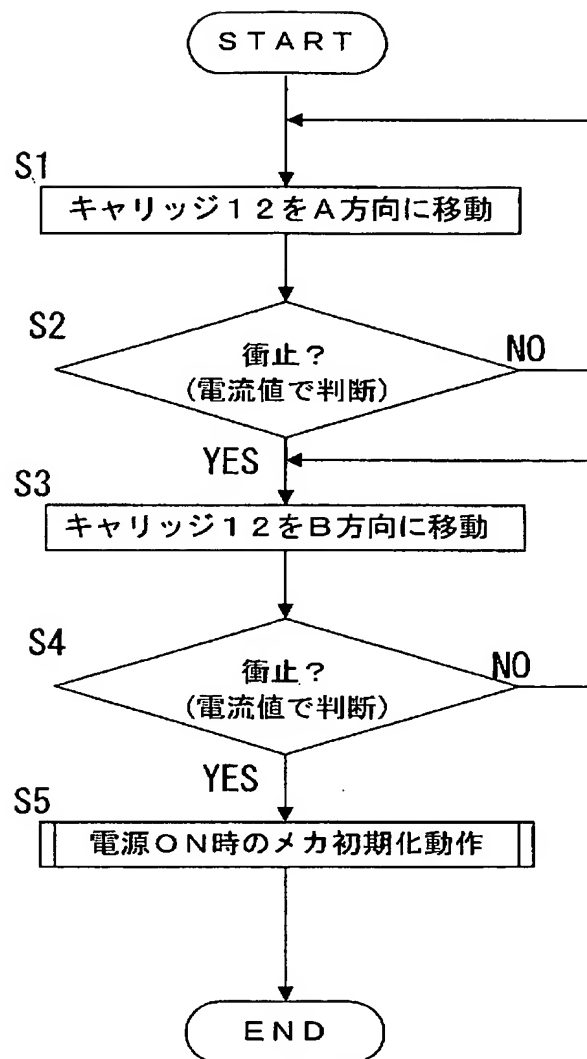 START
S1
キャリッジ12をA方向に移動
S2
衝止?
(電流値で判断)
NO
YES
S3
キャリッジ12をB方向に移動
S4
衝止?
(電流値で判断)
NO
YES
S5
電源ON時のメカ初期化動作
END